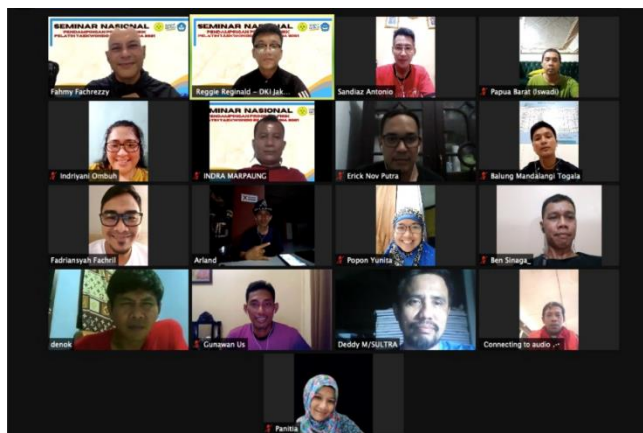 SEMINAR NASIONAL
Fahmy Fachrezzy
SEMINAR NASIONAL
Reggie Reginald – DKI Jak...
Sandiaz Antonio
Papua Barat (Iswadi)
Indriyani Ombuh
SEMINAR NASIONAL
INDRA MARPAUNG
Erick Nov Putra
Balung Mandalangi Togala
Fadriansyah Fachril
Arland
Popon Yunita
Ben Sinaga_
denok
Gunawan Us
Deddy M/SULTRA
Connecting to audio ...
Panitia